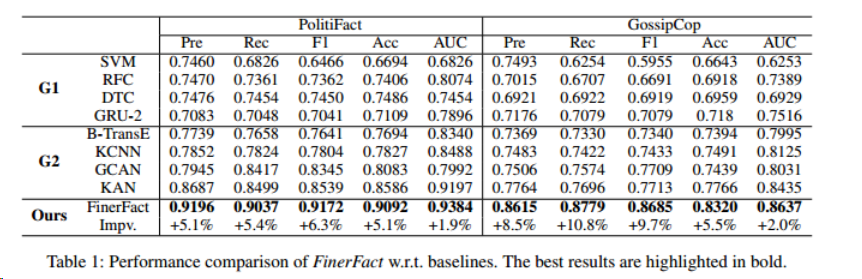 PolitiFact GossipCop
Pre Rec F1 Acc AUC Pre Rec F1 Acc AUC
G1
SVM 0.7460 0.6826 0.6466 0.6694 0.6826 0.7493 0.6254 0.5955 0.6643 0.6253
RFC 0.7470 0.7361 0.7362 0.7406 0.8074 0.7015 0.6707 0.6691 0.6918 0.7389
DTC 0.7476 0.7454 0.7450 0.7486 0.7454 0.6921 0.6922 0.6919 0.6959 0.6929
GRU-2 0.7083 0.7048 0.7041 0.7109 0.7896 0.7176 0.7079 0.7079 0.718 0.7516
G2
B-TransE 0.7739 0.7658 0.7641 0.7694 0.8340 0.7369 0.7330 0.7340 0.7394 0.7995
KCNN 0.7852 0.7824 0.7804 0.7827 0.8488 0.7483 0.7422 0.7433 0.7491 0.8125
GCAN 0.7945 0.8417 0.8345 0.8083 0.7992 0.7506 0.7574 0.7709 0.7439 0.8031
KAN 0.8687 0.8499 0.8539 0.8586 0.9197 0.7764 0.7696 0.7713 0.7766 0.8435
Ours
FinerFact 0.9196 0.9037 0.9172 0.9092 0.9384 0.8615 0.8779 0.8685 0.8320 0.8637
Impv. +5.1% +5.4% +6.3% +5.1% +1.9% +8.5% +10.8% +9.7% +5.5% +2.0%
Table 1: Performance comparison of FinerFact w.r.t. baselines. The best results are highlighted in bold.